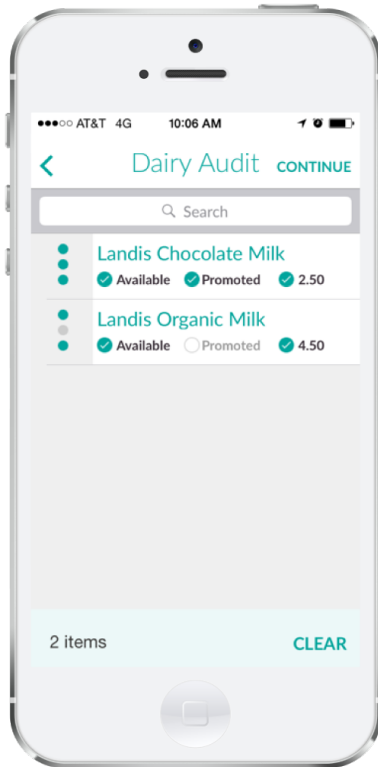 AT&T 4G 10:06 AM
Dairy Audit CONTINUE
Search
Landis Chocolate Milk
Available Promoted 2.50
Landis Organic Milk
Available Promoted 4.50
2 items CLEAR